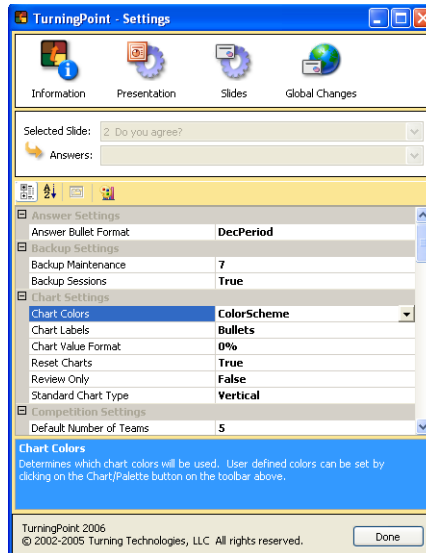 TurningPoint - Settings
Information Presentation Slides Global Changes
Selected Slide: 2 Do you agree?
Answers:
Answer Settings
Answer Bullet Format DecPeriod
Backup Settings
Backup Maintenance 7
Backup Sessions True
Chart Settings
Chart Colors ColorScheme
Chart Labels Bullets
Chart Value Format 0%
Reset Charts True
Review Only False
Standard Chart Type Vertical
Competition Settings
Default Number of Teams 5
Chart Colors
Determines which chart colors will be used. User defined colors can be set by
clicking on the Chart/Palette button on the toolbar above.
TurningPoint 2006
© 2002-2005 Turning Technologies, LLC All rights reserved.
Done